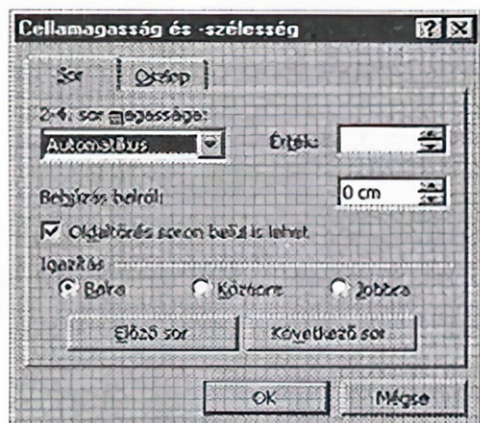 Cellamagasság és -szélesség
Sor Oszlop
2-4. sor magassága:
Automatikus Érték:
Behúzás balról: 0 cm
Oldaltörés soron belül is lehet
Igazítás
Balra Középre Jobbra
Előző sor Következő sor
OK Mégse